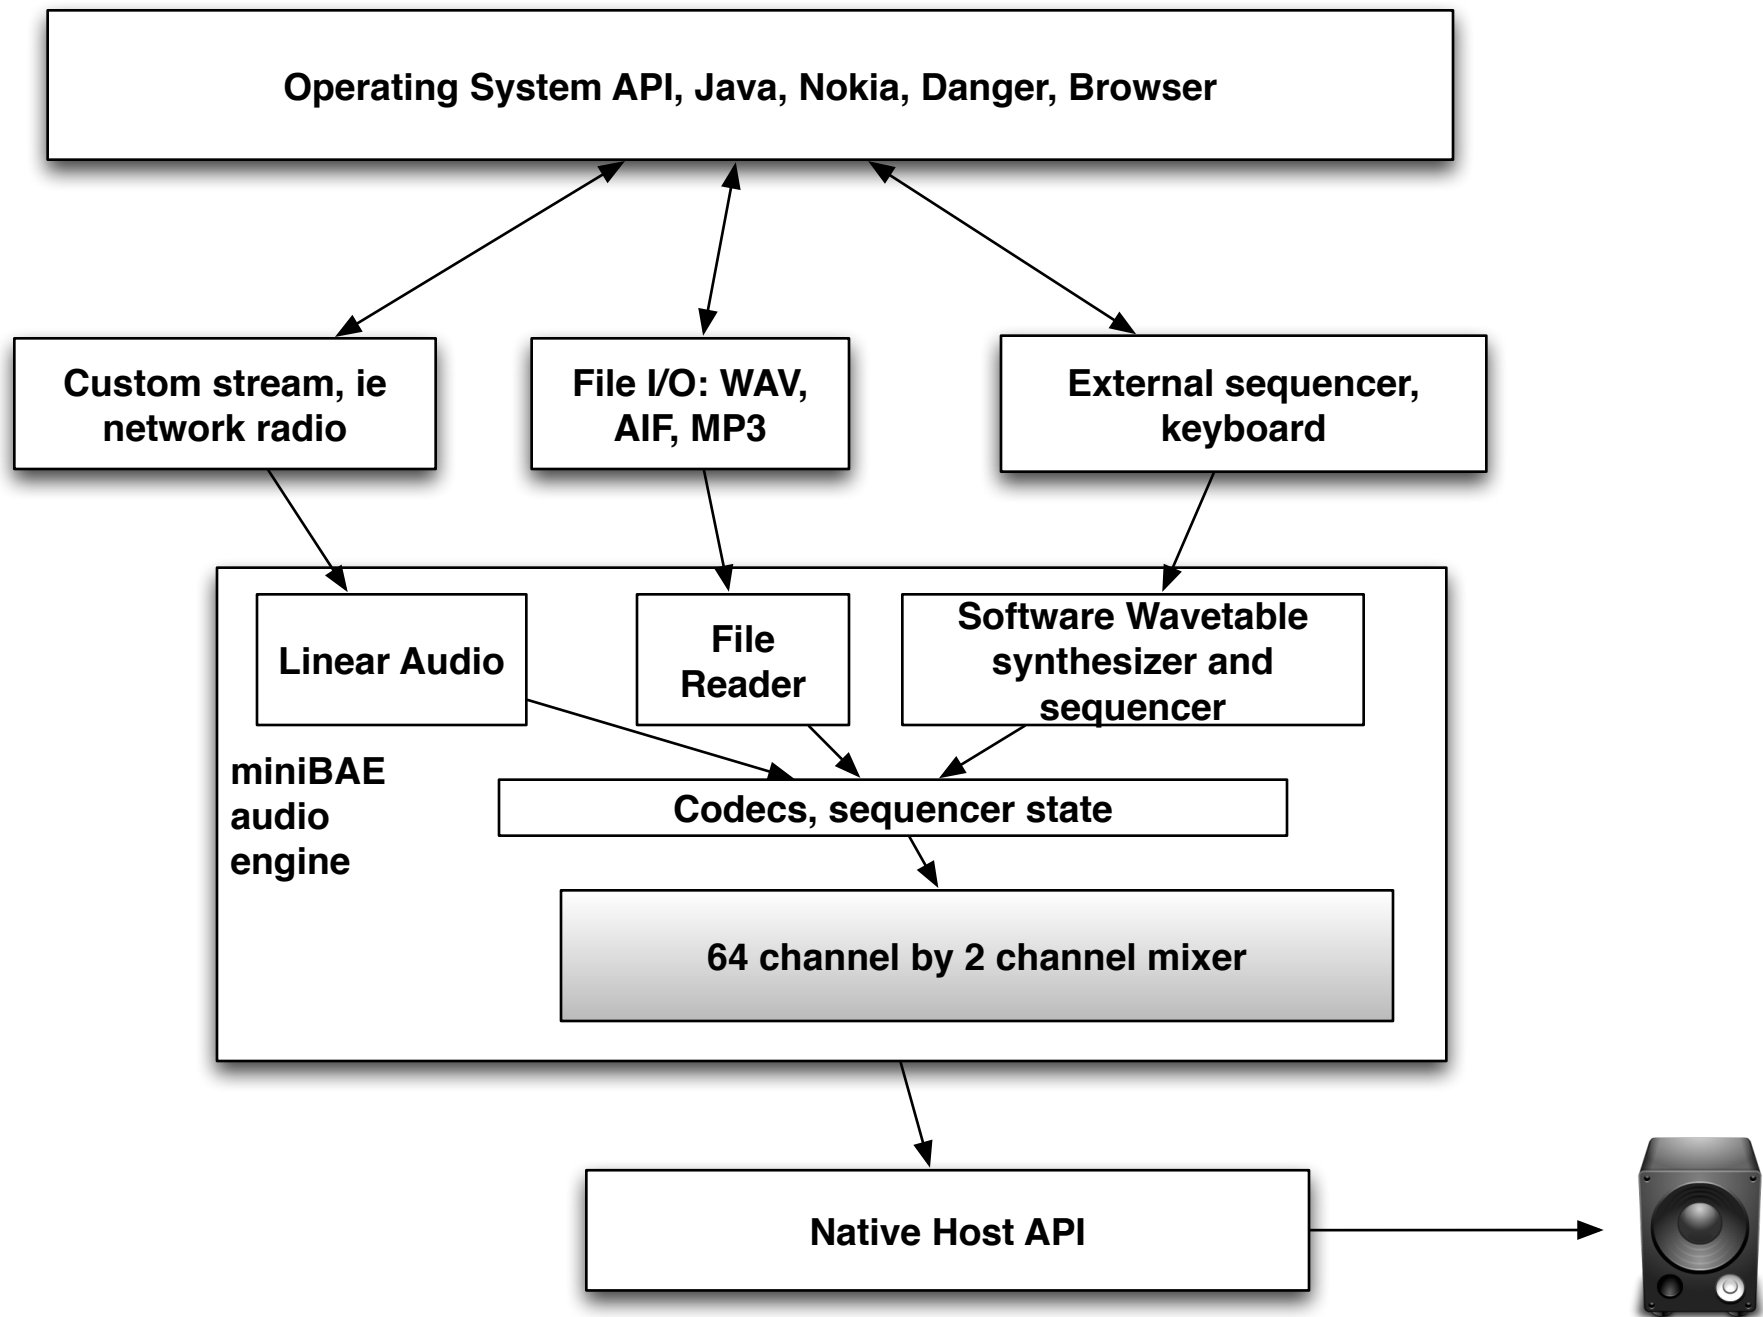 Operating System API, Java, Nokia, Danger, Browser
Custom stream, ie
network radio
File I/O: WAV,
AIF, MP3
External sequencer,
keyboard
Linear Audio
File
Reader
Software Wavetable
synthesizer and
sequencer
miniBAE
audio
engine
Codecs, sequencer state
64 channel by 2 channel mixer
Native Host API